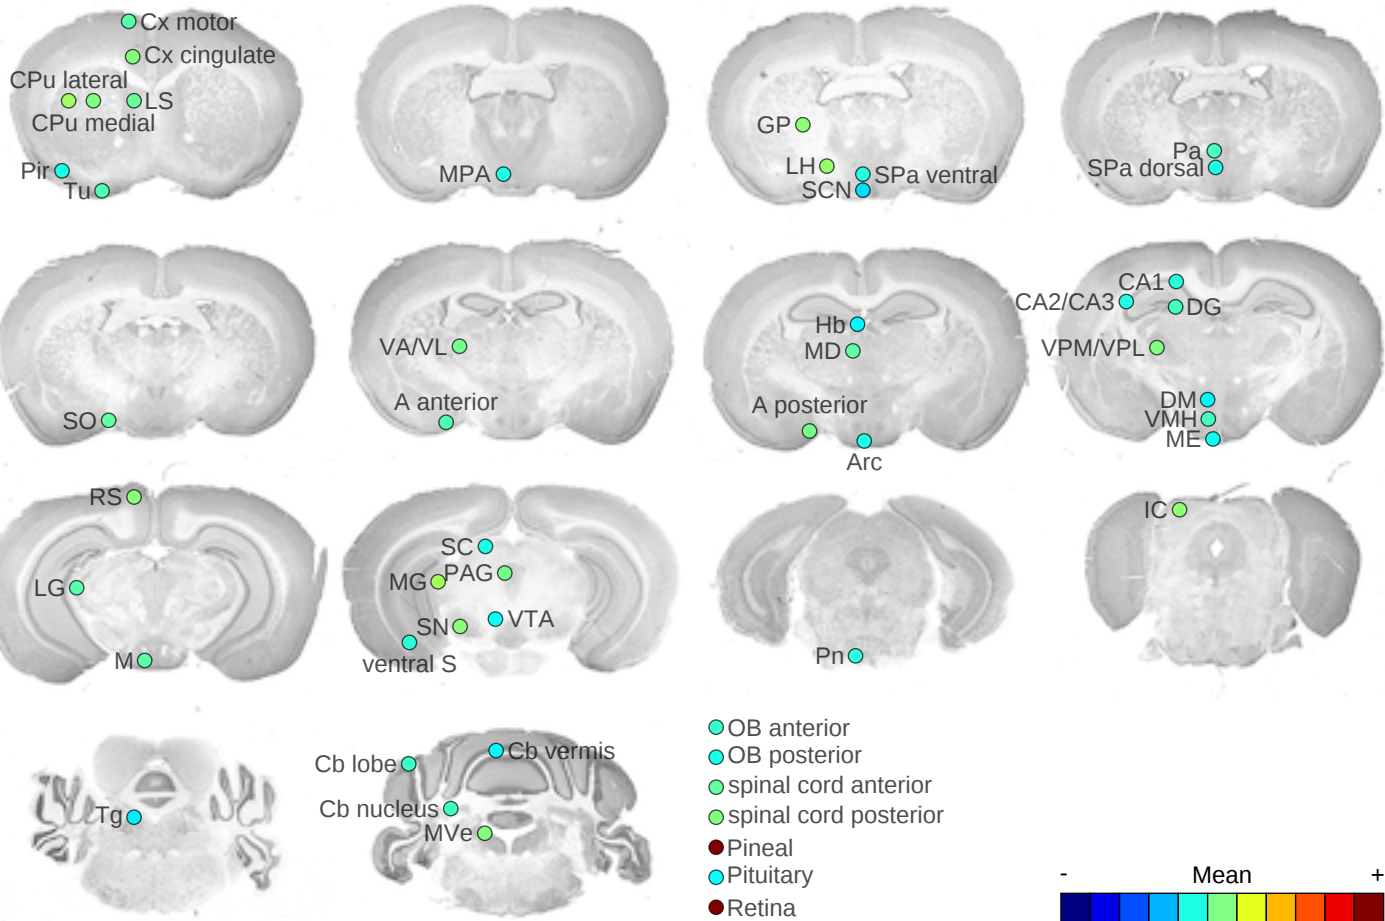 Cx motor
Cx cingulate
CPu lateral
LS
CPu medial
Pir
Tu
MPA
GP
LH
SPa ventral
SCN
Pa
SPa dorsal
SO
VA/VL
A anterior
Hb
MD
A posterior
Arc
CA1
CA2/CA3
DG
VPM/VPL
DM
VMH
ME
RS
LG
M
SC
MG
PAG
SN
VTA
ventral S
Pn
IC
Tg
Cb lobe
Cb vermis
Cb nucleus
MVe
OB anterior
OB posterior
spinal cord anterior
spinal cord posterior
Pineal
Pituitary
Retina
- Mean +